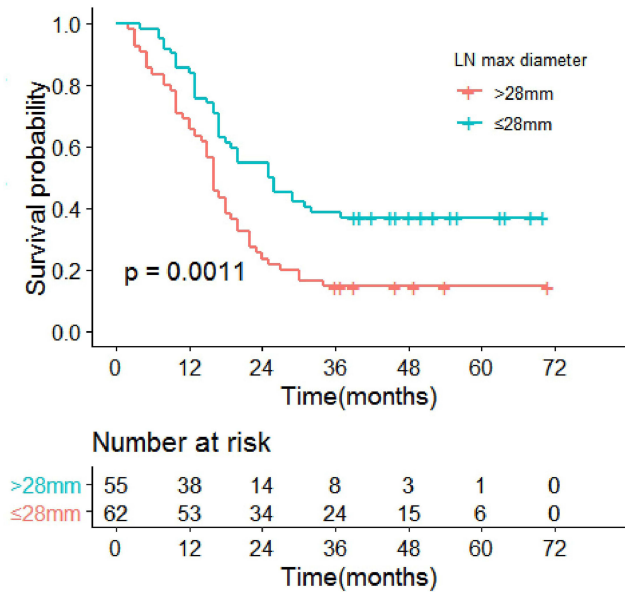 Survival probability
1.0
0.8
0.6
0.4
0.2
0.0
LN max diameter
>28mm
≤28mm
p = 0.0011
0 12 24 36 48 60 72
Time(months)
Number at risk
>28mm 55 38 14 8 3 1 0
≤28mm 62 53 34 24 15 6 0
0 12 24 36 48 60 72
Time(months)